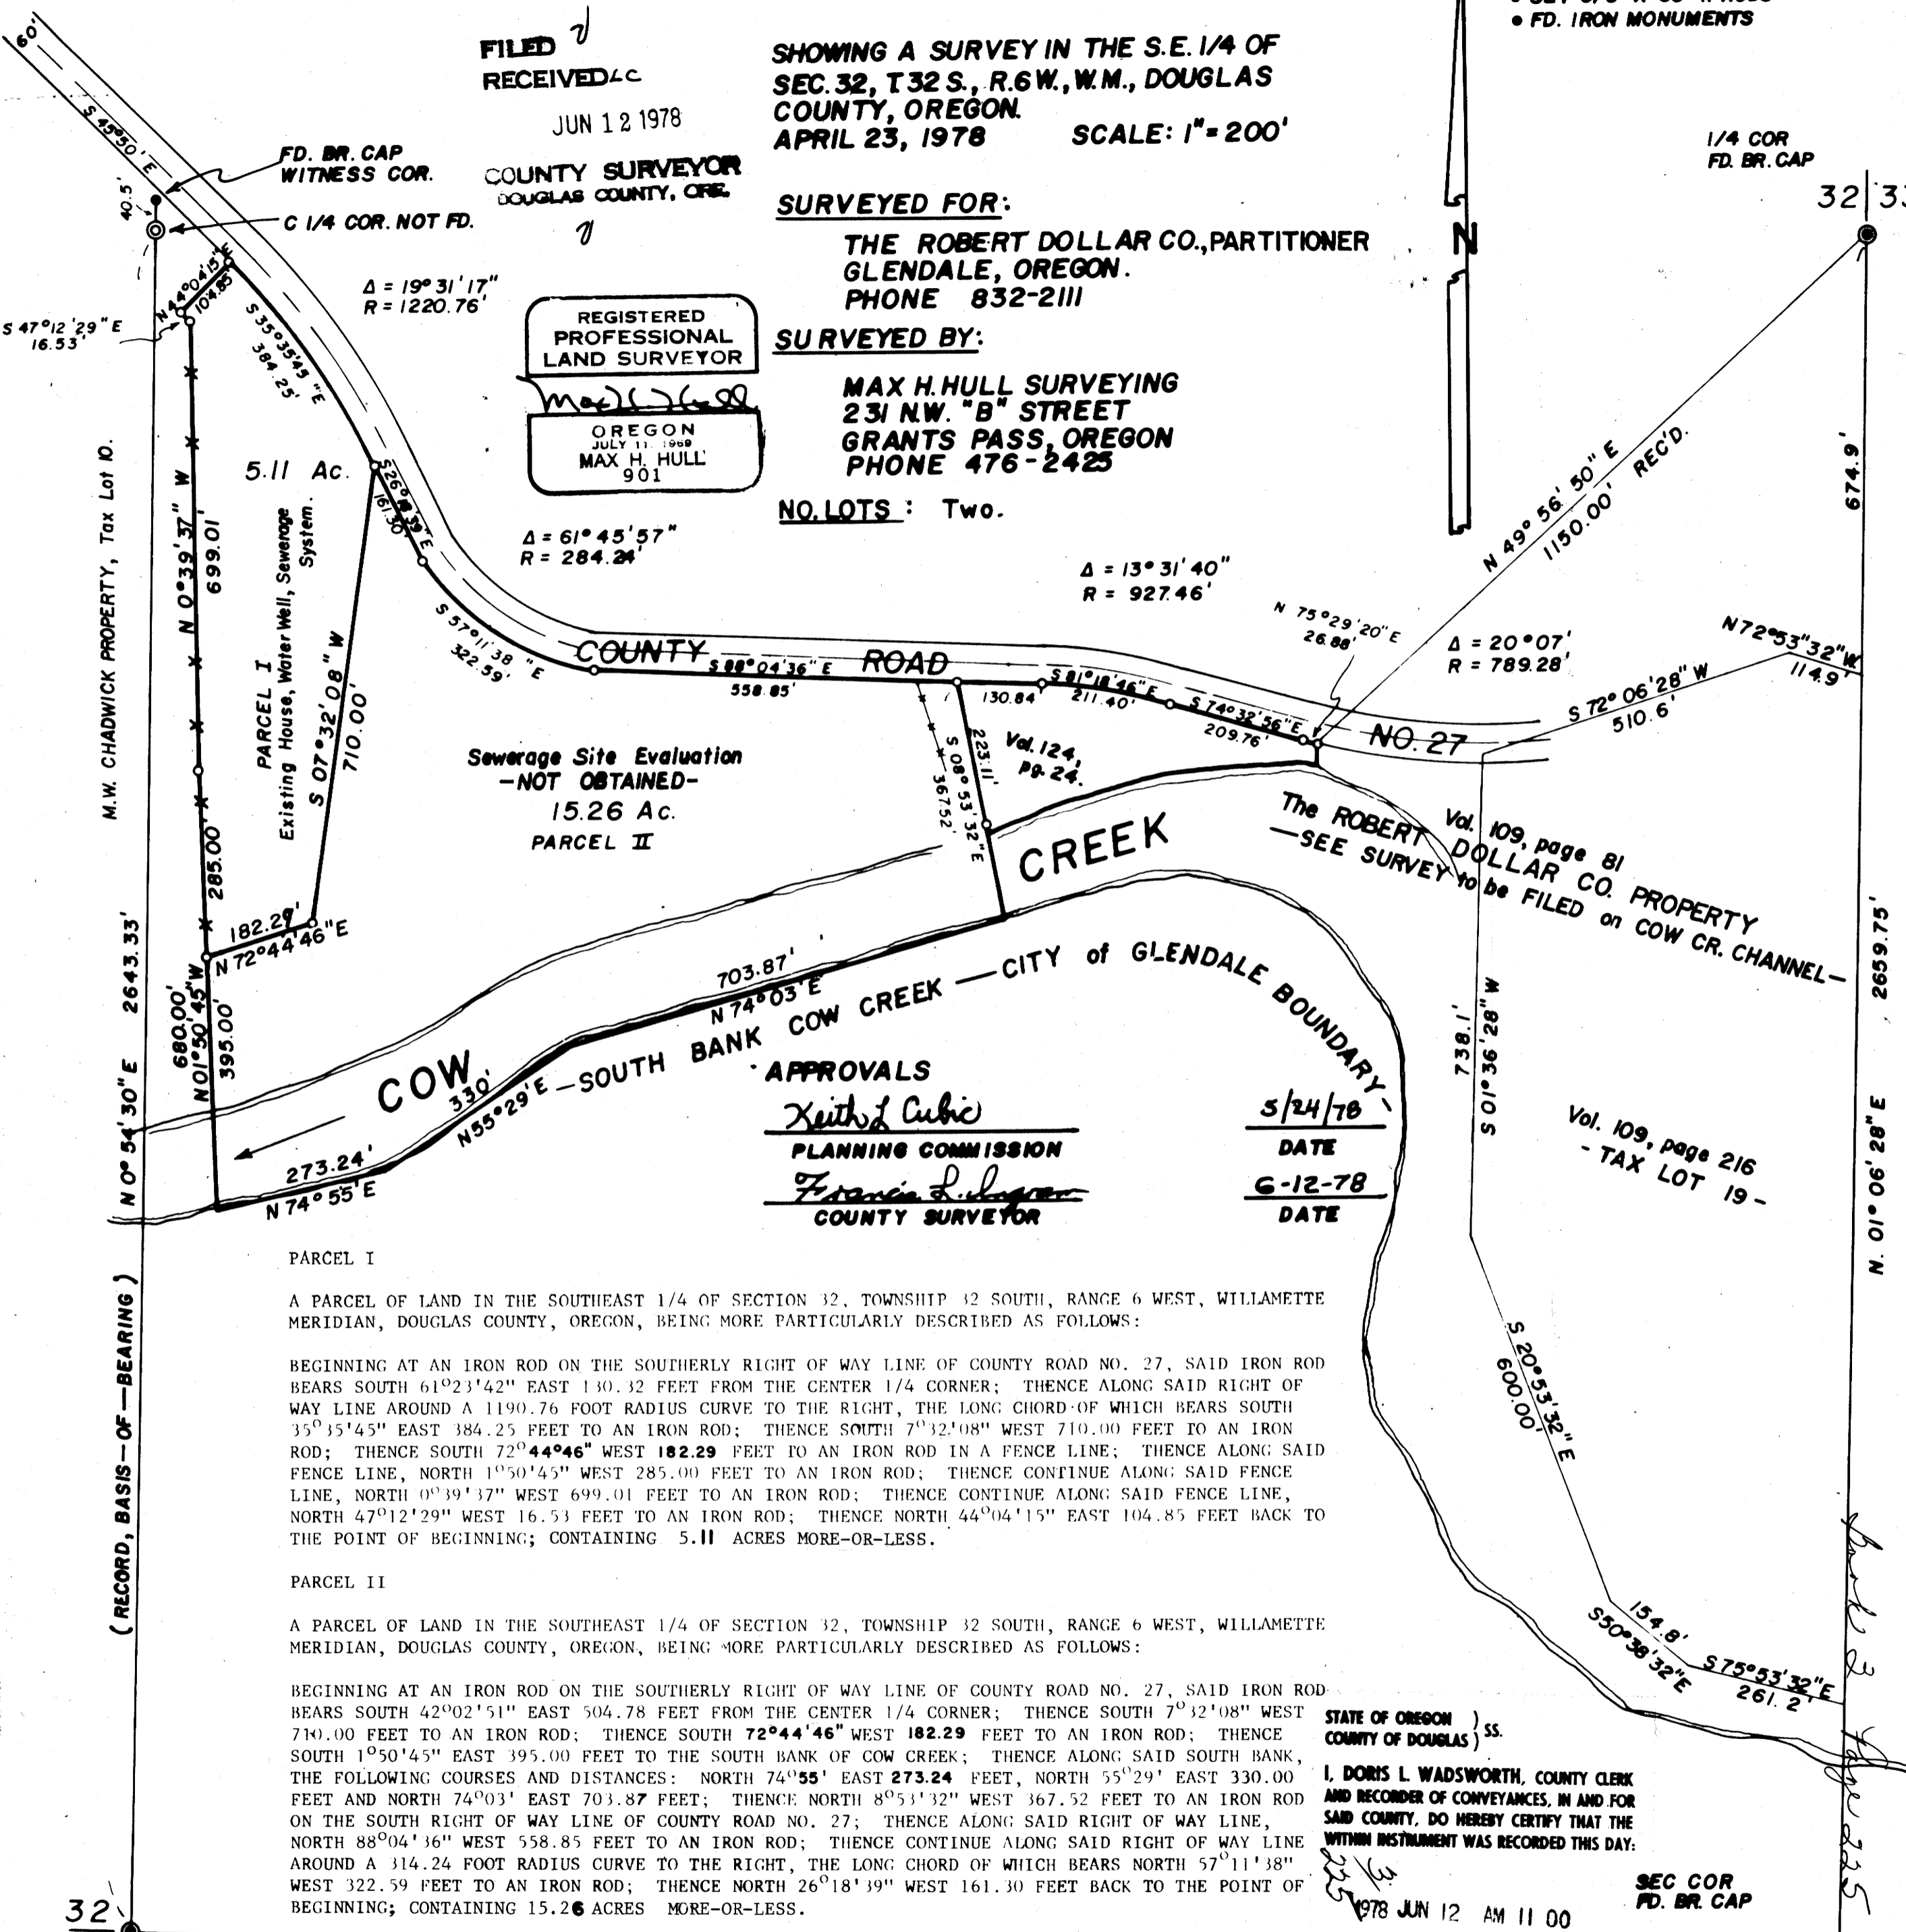 • FD. IRON MONUMENTS
60'
FILED
RECEIVED LC
JUN 12 1978
COUNTY SURVEYOR
DOUGLAS COUNTY, ORE.
SHOWING A SURVEY IN THE S.E. 1/4 OF
SEC. 32, T 32 S., R. 6 W., W.M., DOUGLAS
COUNTY, OREGON.
APRIL 23, 1978 SCALE: 1" = 200'
SURVEYED FOR:
THE ROBERT DOLLAR CO., PARTITIONER
GLENDALE, OREGON.
PHONE 832-2111
SURVEYED BY:
MAX H. HULL SURVEYING
231 N.W. "B" STREET
GRANTS PASS, OREGON
PHONE 476-2425
NO. LOTS : Two.
REGISTERED
PROFESSIONAL
LAND SURVEYOR
OREGON
JULY 11, 1969
MAX H. HULL
901
N
1/4 COR
FD. BR. CAP
32 33
S 45°50' E
FD. BR. CAP
WITNESS COR.
40.5'
C 1/4 COR. NOT FD.
N 44°04'15" E
104.85'
S 47°12'29" E
16.53'
Δ = 19°31'17"
R = 1220.76'
S 35°35'45" E
384.25'
S 26°18'39" E
161.30'
Δ = 61°45'57"
R = 284.24'
S 57°11'38" E
322.59'
Δ = 13°31'40"
R = 927.46'
N 75°29'20" E
26.88'
Δ = 20°07'
R = 789.28'
N 49°56'50" E
1150.00' REC'D.
674.9'
N 72°53'32" W
114.9'
S 72°06'28" W
510.6'
COUNTY ROAD NO. 27
S 88°04'36" E
558.85'
130.84'
S 81°18'46" E
211.40'
S 74°32'56" E
209.76'
M.W. CHADWICK PROPERTY, Tax Lot 10.
N 0°39'37" W
699.01'
5.11 Ac.
PARCEL I
Existing House, Water Well, Sewerage
System.
S 07°32'08" W
710.00'
Sewerage Site Evaluation
-NOT OBTAINED-
15.26 Ac.
PARCEL II
223.11'
S 08°53'32" E
367.52'
Vol. 124,
pg. 24.
285.00'
182.29'
N 72°44'46" E
680.00'
N 01°50'45" W
395.00'
N 0°54'30" E 2643.33'
(RECORD, BASIS-OF-BEARING)
COW CREEK
Vol. 109, page 81
The ROBERT DOLLAR CO. PROPERTY
—SEE SURVEY to be FILED on COW CR. CHANNEL—
703.87'
N 74°03' E
330'
N 55°29' E
273.24'
N 74°55' E
—SOUTH BANK COW CREEK — CITY of GLENDALE BOUNDARY-
738.1'
S 01°36'28" W
2659.75'
N. 01°06'28" E
Vol. 109, page 216
- TAX LOT 19 -
S 20°53'32" E
600.00'
154.8'
S 50°38'32" E
S 75°53'32" E
261.2'
APPROVALS
Keith L Cubic 5/24/78
PLANNING COMMISSION DATE
Francis L. Ingram 6-12-78
COUNTY SURVEYOR DATE
PARCEL I
A PARCEL OF LAND IN THE SOUTHEAST 1/4 OF SECTION 32, TOWNSHIP 32 SOUTH, RANGE 6 WEST, WILLAMETTE
MERIDIAN, DOUGLAS COUNTY, OREGON, BEING MORE PARTICULARLY DESCRIBED AS FOLLOWS:
BEGINNING AT AN IRON ROD ON THE SOUTHERLY RIGHT OF WAY LINE OF COUNTY ROAD NO. 27, SAID IRON ROD
BEARS SOUTH 61°23'42" EAST 130.32 FEET FROM THE CENTER 1/4 CORNER; THENCE ALONG SAID RIGHT OF
WAY LINE AROUND A 1190.76 FOOT RADIUS CURVE TO THE RIGHT, THE LONG CHORD OF WHICH BEARS SOUTH
35°35'45" EAST 384.25 FEET TO AN IRON ROD; THENCE SOUTH 7°32'08" WEST 710.00 FEET TO AN IRON
ROD; THENCE SOUTH 72°44°46" WEST 182.29 FEET TO AN IRON ROD IN A FENCE LINE; THENCE ALONG SAID
FENCE LINE, NORTH 1°50'45" WEST 285.00 FEET TO AN IRON ROD; THENCE CONTINUE ALONG SAID FENCE
LINE, NORTH 0°39'37" WEST 699.01 FEET TO AN IRON ROD; THENCE CONTINUE ALONG SAID FENCE LINE,
NORTH 47°12'29" WEST 16.53 FEET TO AN IRON ROD; THENCE NORTH 44°04'15" EAST 104.85 FEET BACK TO
THE POINT OF BEGINNING; CONTAINING 5.11 ACRES MORE-OR-LESS.
PARCEL II
A PARCEL OF LAND IN THE SOUTHEAST 1/4 OF SECTION 32, TOWNSHIP 32 SOUTH, RANGE 6 WEST, WILLAMETTE
MERIDIAN, DOUGLAS COUNTY, OREGON, BEING MORE PARTICULARLY DESCRIBED AS FOLLOWS:
BEGINNING AT AN IRON ROD ON THE SOUTHERLY RIGHT OF WAY LINE OF COUNTY ROAD NO. 27, SAID IRON ROD
BEARS SOUTH 42°02'51" EAST 504.78 FEET FROM THE CENTER 1/4 CORNER; THENCE SOUTH 7°32'08" WEST
710.00 FEET TO AN IRON ROD; THENCE SOUTH 72°44'46" WEST 182.29 FEET TO AN IRON ROD; THENCE
SOUTH 1°50'45" EAST 395.00 FEET TO THE SOUTH BANK OF COW CREEK; THENCE ALONG SAID SOUTH BANK,
THE FOLLOWING COURSES AND DISTANCES: NORTH 74°55' EAST 273.24 FEET, NORTH 55°29' EAST 330.00
FEET AND NORTH 74°03' EAST 703.87 FEET; THENCE NORTH 8°53'32" WEST 367.52 FEET TO AN IRON ROD
ON THE SOUTH RIGHT OF WAY LINE OF COUNTY ROAD NO. 27; THENCE ALONG SAID RIGHT OF WAY LINE,
NORTH 88°04'36" WEST 558.85 FEET TO AN IRON ROD; THENCE CONTINUE ALONG SAID RIGHT OF WAY LINE
AROUND A 314.24 FOOT RADIUS CURVE TO THE RIGHT, THE LONG CHORD OF WHICH BEARS NORTH 57°11'38"
WEST 322.59 FEET TO AN IRON ROD; THENCE NORTH 26°18'39" WEST 161.30 FEET BACK TO THE POINT OF
BEGINNING; CONTAINING 15.26 ACRES MORE-OR-LESS.
STATE OF OREGON )
COUNTY OF DOUGLAS ) SS.
I, DORIS L. WADSWORTH, COUNTY CLERK
AND RECORDER OF CONVEYANCES, IN AND FOR
SAID COUNTY, DO HEREBY CERTIFY THAT THE
WITHIN INSTRUMENT WAS RECORDED THIS DAY:
3
225
1978 JUN 12 AM 11 00
SEC COR
FD. BR. CAP
32
book 3 page 225